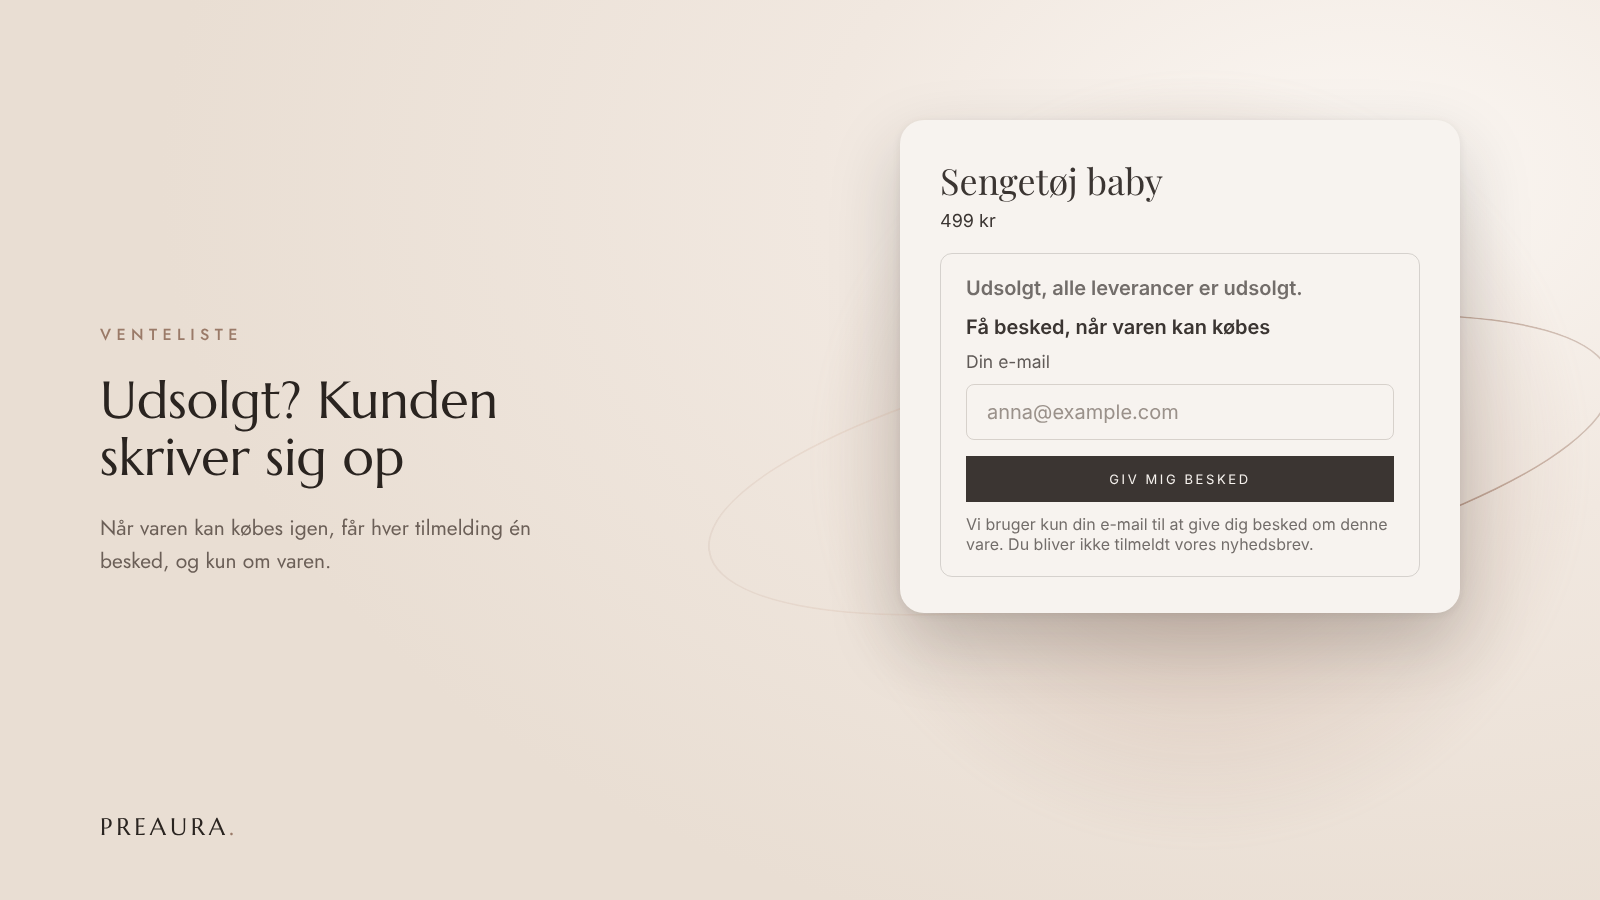 VENTELISTE
Udsolgt? Kunden
skriver sig op
Når varen kan købes igen, får hver tilmelding én
besked, og kun om varen.
PREAURA.
Sengetøj baby
499 kr
Udsolgt, alle leverancer er udsolgt.
Få besked, når varen kan købes
Din e-mail
anna@example.com
GIV MIG BESKED
Vi bruger kun din e-mail til at give dig besked om denne
vare. Du bliver ikke tilmeldt vores nyhedsbrev.